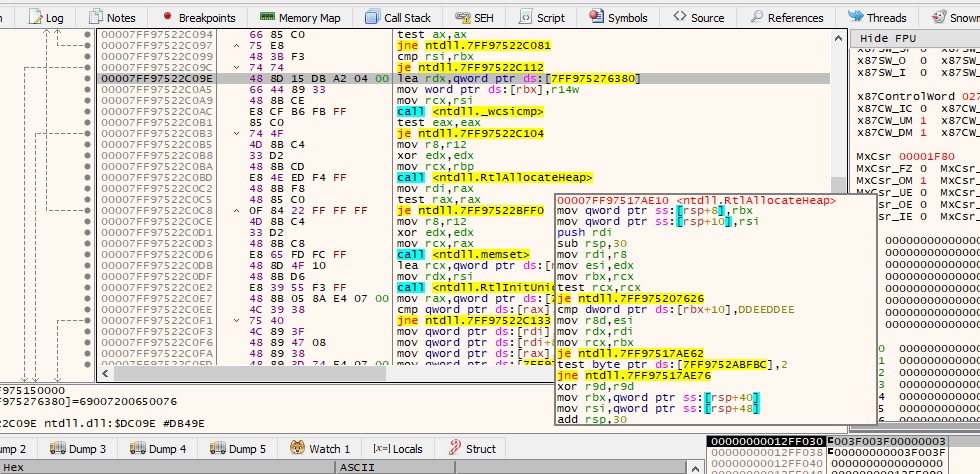 Log Notes Breakpoints Memory Map Call Stack SEH Script Symbols Source References Threads Snow
00007FF97522C094 66 85 C0 test ax,ax
00007FF97522C097 75 E8 jne ntdll.7FF97522C081
00007FF97522C099 48 3B F3 cmp rsi,rbx
00007FF97522C09C 74 74 je ntdll.7FF97522C112
00007FF97522C09E 48 8D 15 DB A2 04 00 lea rdx,qword ptr ds:[7FF975276380]
00007FF97522C0A5 66 44 89 33 mov word ptr ds:[rbx],r14w
00007FF97522C0A9 48 8B CE mov rcx,rsi
00007FF97522C0AC E8 CF B6 FB FF call <ntdll._wcsicmp>
00007FF97522C0B1 85 C0 test eax,eax
00007FF97522C0B3 74 4F je ntdll.7FF97522C104
00007FF97522C0B5 4D 8B C4 mov r8,r12
00007FF97522C0B8 33 D2 xor edx,edx
00007FF97522C0BA 48 8B CD mov rcx,rbp
00007FF97522C0BD E8 4E ED F4 FF call <ntdll.RtlAllocateHeap>
00007FF97522C0C2 48 8B F8 mov rdi,rax
00007FF97522C0C5 48 85 C0 test rax,rax
00007FF97522C0C8 0F 84 22 FF FF FF je ntdll.7FF97522BFF0
00007FF97522C0CE 4D 8B C4 mov r8,r12
00007FF97522C0D1 33 D2 xor edx,edx
00007FF97522C0D3 48 8B C8 mov rcx,rax
00007FF97522C0D6 E8 65 FD FC FF call <ntdll.memset>
00007FF97522C0DB 48 8D 4F 10 lea rcx,qword ptr ds:[r
00007FF97522C0DF 48 8B D6 mov rdx,rsi
00007FF97522C0E2 E8 39 55 F3 FF call <ntdll.RtlInitUnic
00007FF97522C0E7 48 8B 05 8A E4 07 00 mov rax,qword ptr ds:[7
00007FF97522C0EE 4C 39 38 cmp qword ptr ds:[rax],
00007FF97522C0F1 75 40 jne ntdll.7FF97522C133
00007FF97522C0F3 4C 89 3F mov qword ptr ds:[rdi],
00007FF97522C0F6 48 89 47 08 mov qword ptr ds:[rdi+8
00007FF97522C0FA 48 89 38 mov qword ptr ds:[rax]
00007FF97517AE10 <ntdll.RtlAllocateHeap>
mov qword ptr ss:[rsp+8],rbx
mov qword ptr ss:[rsp+10],rsi
push rdi
sub rsp,30
mov rdi,r8
mov esi,edx
mov rbx,rcx
test rcx,rcx
je ntdll.7FF975207626
cmp dword ptr ds:[rbx+10],DDEEDDEE
mov r8d,esi
mov rdx,rdi
mov rcx,rbx
je ntdll.7FF97517AE62
test byte ptr ds:[7FF9752ABFBC],2
jne ntdll.7FF97517AE76
xor r9d,r9d
mov rbx,qword ptr ss:[rsp+40]
mov rsi,qword ptr ss:[rsp+48]
add rsp,30
Hide FPU
x87SW_O 0 x87S
x87SW_I 0
x87ControlWord 027
x87CW_IC 0 x87C
x87CW_UM 1 x87C
x87CW_DM 1
MxCsr 00001F80
MxCsr_FZ 0 MxCs
MxCsr_OM 1 MxCs
MxCsr_UE 0 MxCs
MxCsr_OE 0 MxCs
MxCsr_IE 0 MxCs
F975150000
F975276380]=69007200650076
22C09E ntdll.dll:$DC09E #DB49E
ump 2 Dump 3 Dump 4 Dump 5 Watch 1 [x=] Locals Struct
Hex ASCII
00000000012FF030 003F003F00000003
00000000012FF038 00000000003F003F